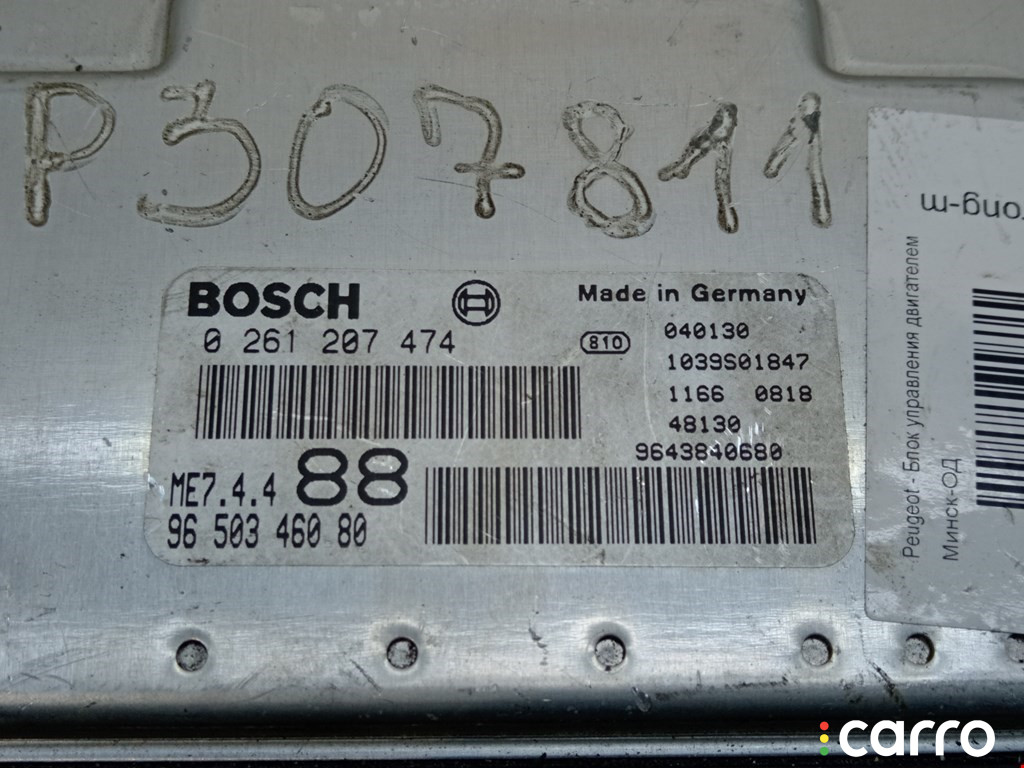 P307811
BOSCH
0 261 207 474
Made in Germany
810
040130
1039S01847
1166 0818
48130
9643840680
ME7.4.4 88
96 503 460 80
Peugeot - Блок управления двигателем
Минск-ОД
carro